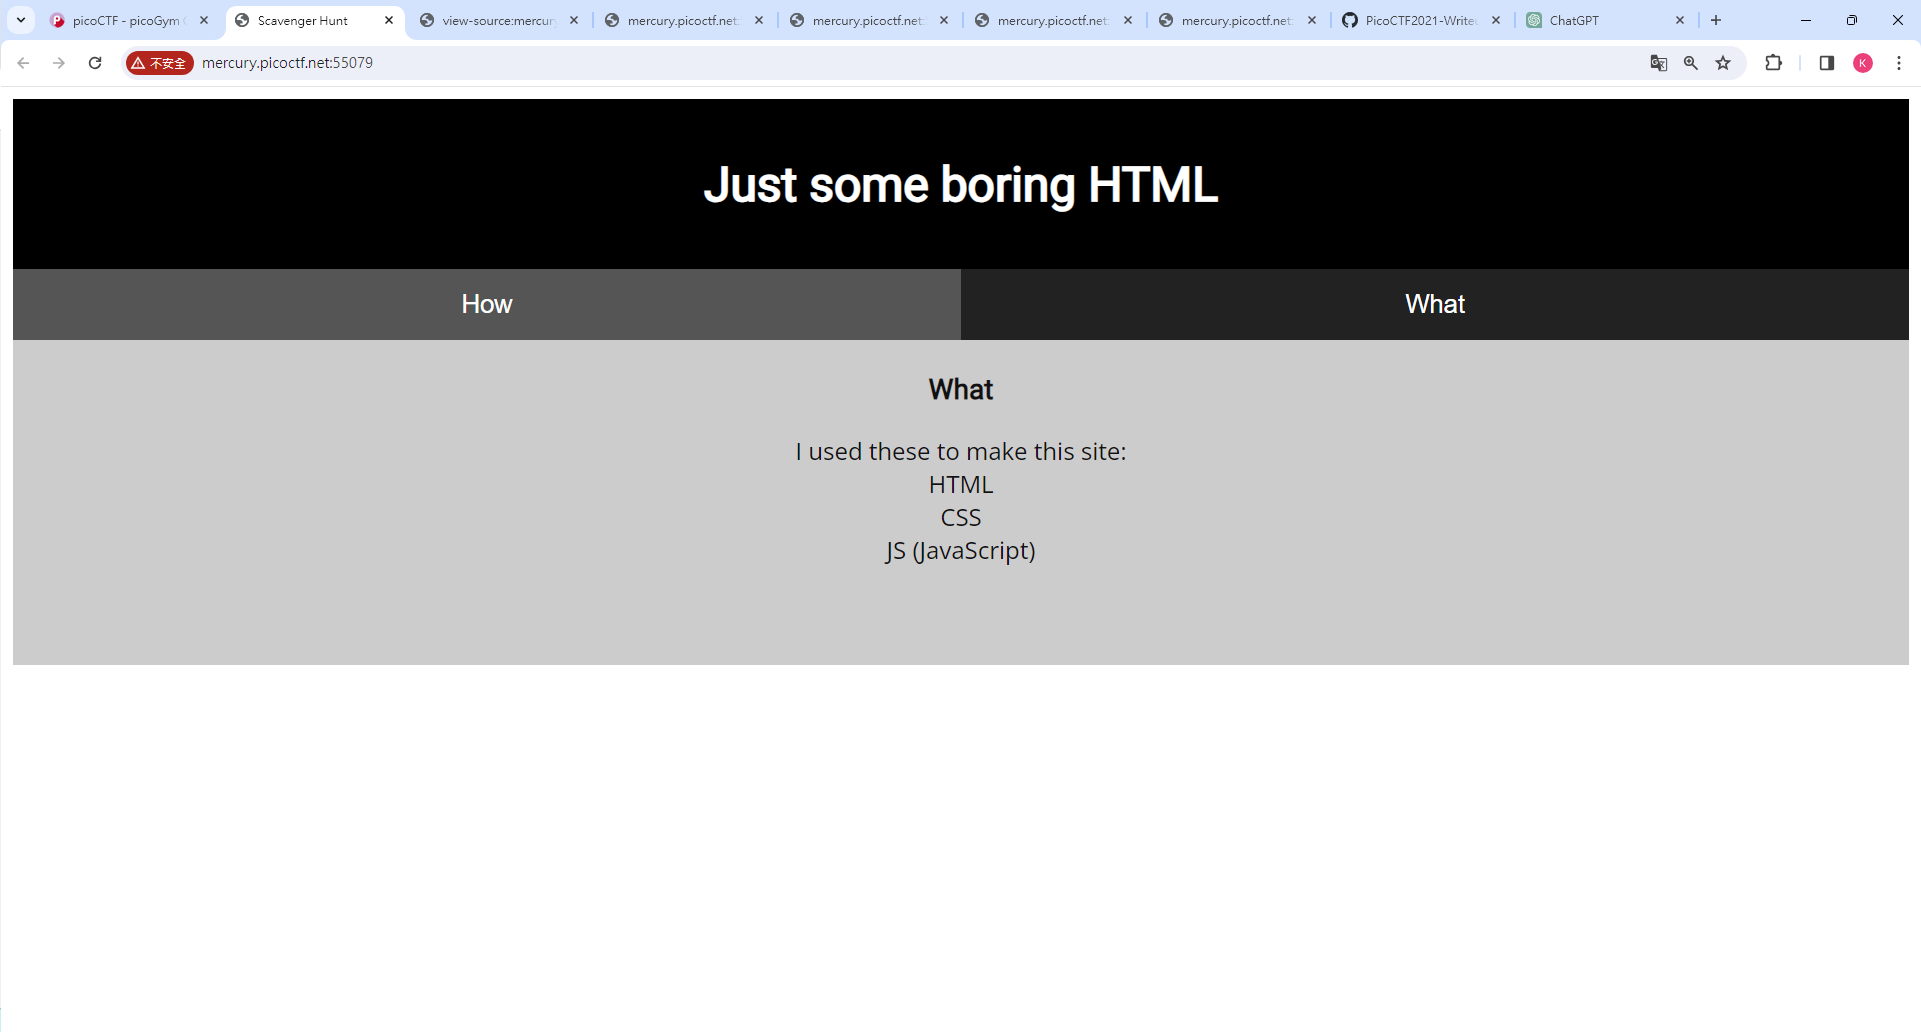 picoCTF - picoGym
Scavenger Hunt
view-source:mercury
mercury.picoctf.net:
mercury.picoctf.net:
mercury.picoctf.net:
mercury.picoctf.net:
PicoCTF2021-Write
ChatGPT
不安全
mercury.picoctf.net:55079
K
Just some boring HTML
How
What
What
I used these to make this site:
HTML
CSS
JS (JavaScript)